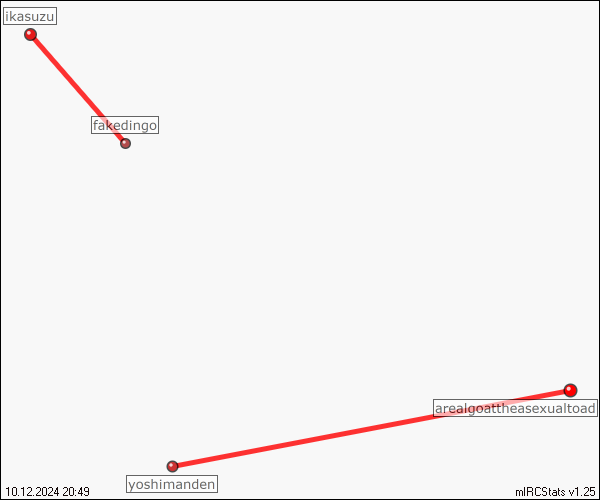 ikasuzu
fakedingo
arealgoattheasexualtoad
yoshimanden
10.12.2024 20:49
mIRCStats v1.25